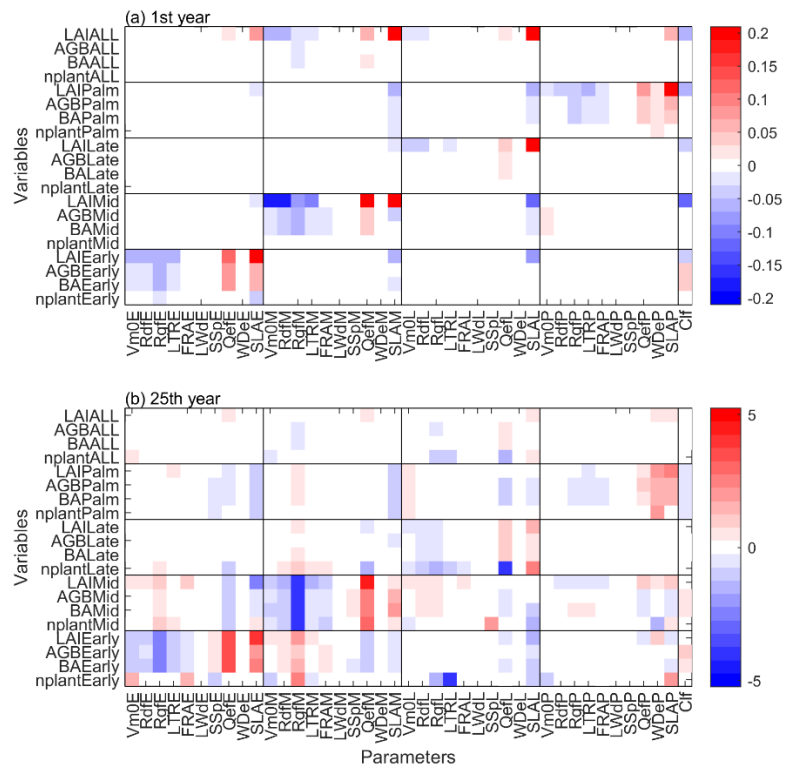 (a) 1st year
Variables
LAIALL
AGBALL
BAALL
nplantALL
LAIPalm
AGBPalm
BAPalm
nplantPalm
LAILate
AGBLate
BALate
nplantLate
LAIMid
AGBMid
BAMid
nplantMid
LAIEarly
AGBEarly
BAEarly
nplantEarly
Vm0E
RdfE
RgfE
LTRE
FRAE
LWdE
SSpE
QefE
WDeE
SLAE
Vm0M
RdfM
RgfM
LTRM
FRAM
LWdM
SSpM
QefM
WDeM
SLAM
Vm0L
RdfL
RgfL
LTRL
FRAL
LWdL
SSpL
QefL
WDeL
SLAL
Vm0P
RdfP
RgfP
LTRP
FRAP
LWdP
SSpP
QefP
WDeP
SLAP
Clf
0.2
0.15
0.1
0.05
0
-0.05
-0.1
-0.15
-0.2
(b) 25th year
Variables
LAIALL
AGBALL
BAALL
nplantALL
LAIPalm
AGBPalm
BAPalm
nplantPalm
LAILate
AGBLate
BALate
nplantLate
LAIMid
AGBMid
BAMid
nplantMid
LAIEarly
AGBEarly
BAEarly
nplantEarly
Vm0E
RdfE
RgfE
LTRE
FRAE
LWdE
SSpE
QefE
WDeE
SLAE
Vm0M
RdfM
RgfM
LTRM
FRAM
LWdM
SSpM
QefM
WDeM
SLAM
Vm0L
RdfL
RgfL
LTRL
FRAL
LWdL
SSpL
QefL
WDeL
SLAL
Vm0P
RdfP
RgfP
LTRP
FRAP
LWdP
SSpP
QefP
WDeP
SLAP
Clf
5
0
-5
Parameters